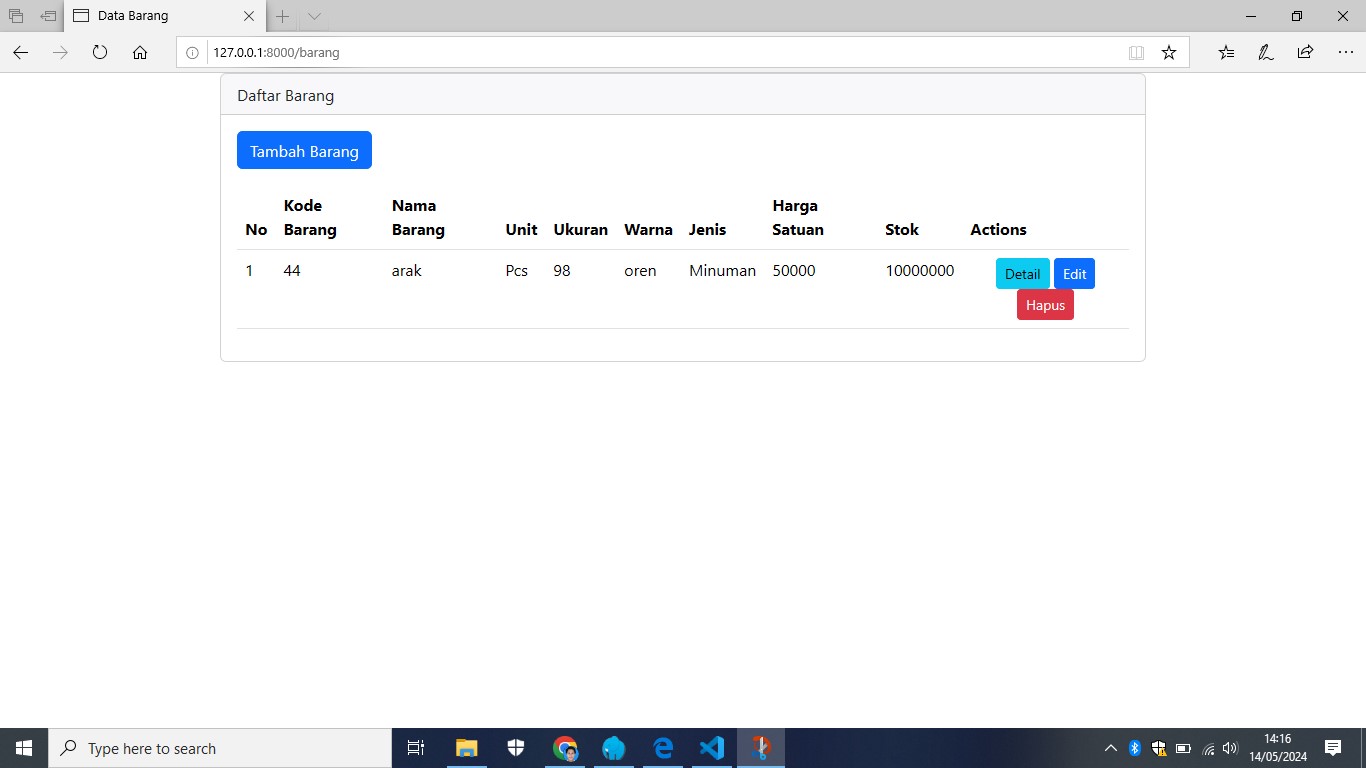 Data Barang
127.0.0.1:8000/barang
Daftar Barang
Tambah Barang
No Kode Barang Nama Barang Unit Ukuran Warna Jenis Harga Satuan Stok Actions
1 44 arak Pcs 98 oren Minuman 50000 10000000 Detail Edit
Hapus
Type here to search
14:16
14/05/2024